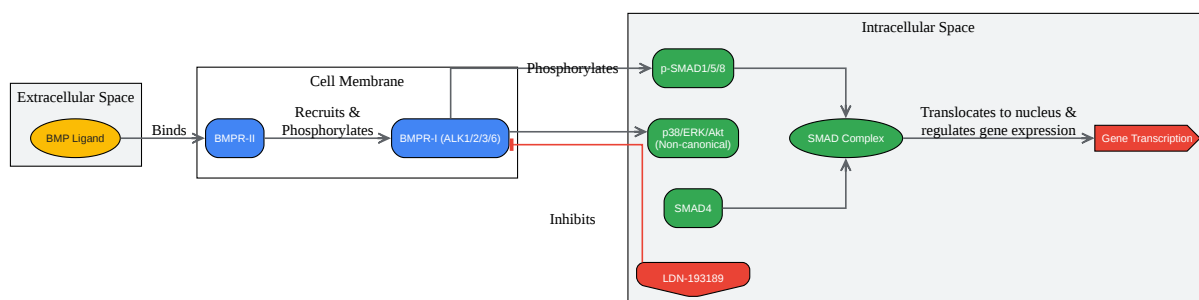 Extracellular Space
BMP Ligand
Binds
Cell Membrane
BMPR-II
Recruits &
Phosphorylates
BMPR-I (ALK1/2/3/6)
Phosphorylates
Inhibits
Intracellular Space
p-SMAD1/5/8
p38/ERK/Akt
(Non-canonical)
SMAD4
LDN-193189
SMAD Complex
Translocates to nucleus &
regulates gene expression
Gene Transcription